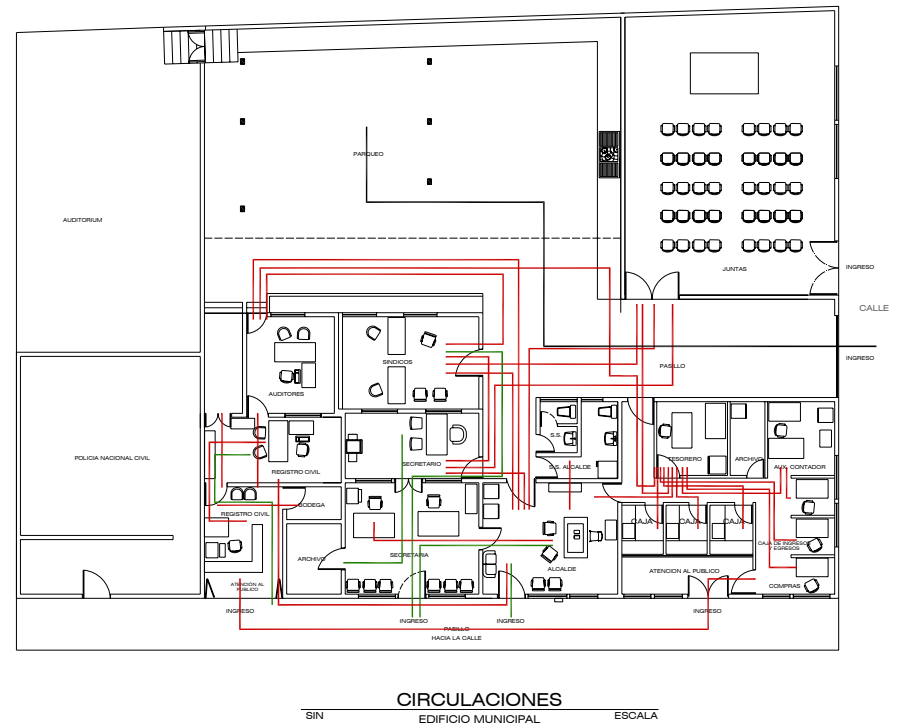 PARQUEO
AUDITORIUM
JUNTAS
INGRESO
CALLE
INGRESO
PASILLO
SINDICOS
AUDITORES
S.S.
SECRETARIO
S.S. ALCALDE
TESORERO
ARCHIVO
AUX. CONTADOR
POLICIA NACIONAL CIVIL
REGISTRO CIVIL
BODEGA
REGISTRO CIVIL
CAJA
CAJA
CAJA
CAJA DE INGRESOS
Y EGRESOS
SECRETARIA
ARCHIVO
ALCALDE
ATENCION AL PUBLICO
ATENCIÓN AL
PUBLICO
COMPRAS
INGRESO
INGRESO
INGRESO
INGRESO
PASILLO
HACIA LA CALLE
CIRCULACIONES
SIN
EDIFICIO MUNICIPAL
ESCALA